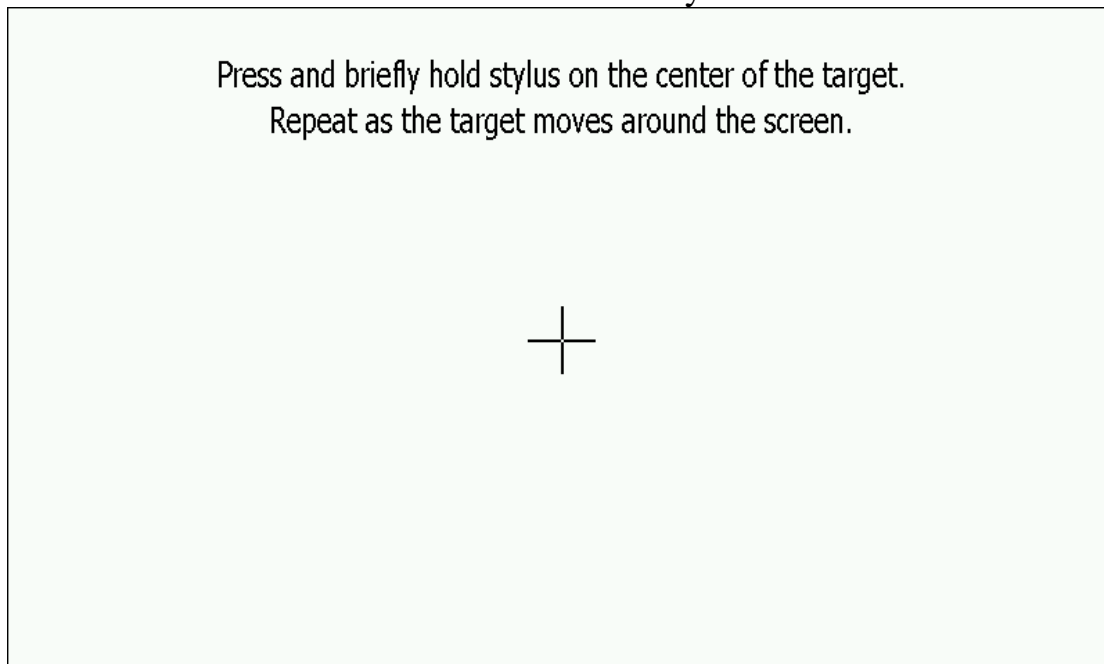 Press and briefly hold stylus on the center of the target.
Repeat as the target moves around the screen.